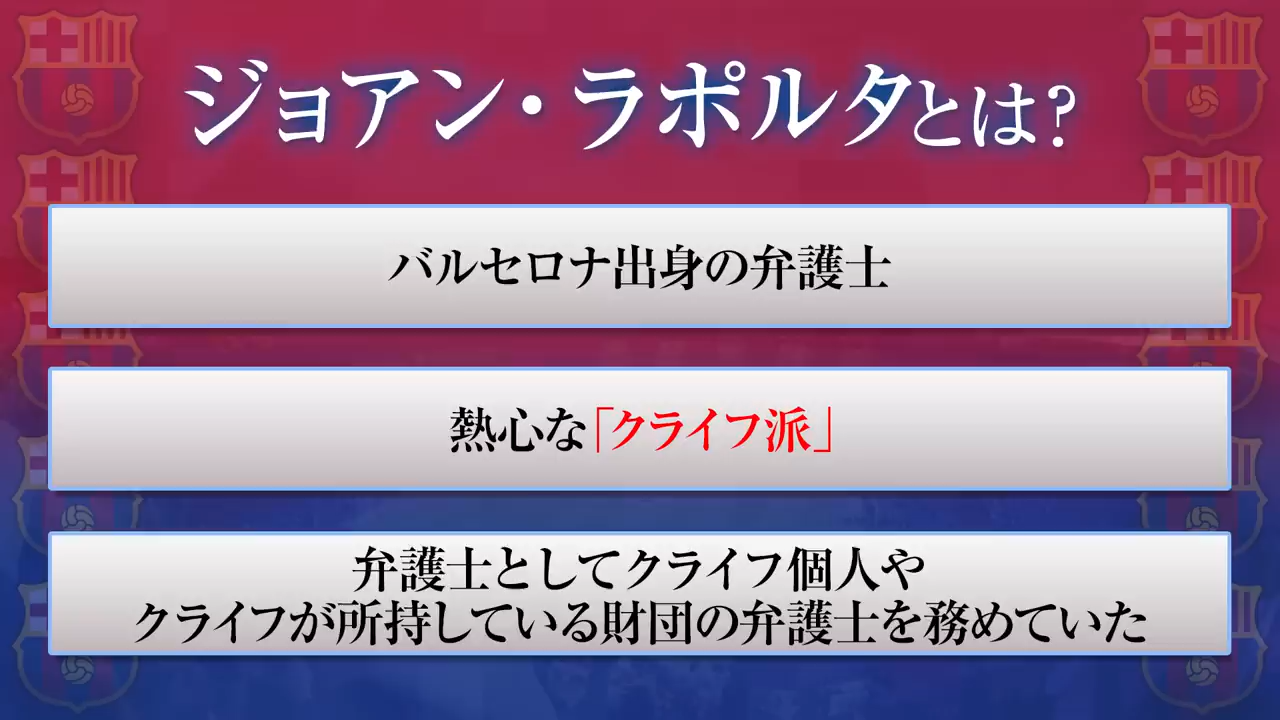 ジョアン・ラポルタとは?
バルセロナ出身の弁護士
熱心な「クライフ派」
弁護士としてクライフ個人や
クライフが所持している財団の弁護士を務めていた